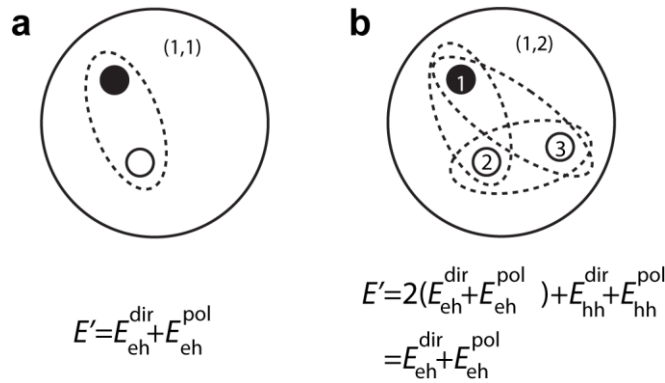 a
(1,1)
b
(1,2)
1
2
3
E'=E_eh^dir+E_eh^pol
E'=2(E_eh^dir+E_eh^pol )+E_hh^dir+E_hh^pol
=E_eh^dir+E_eh^pol